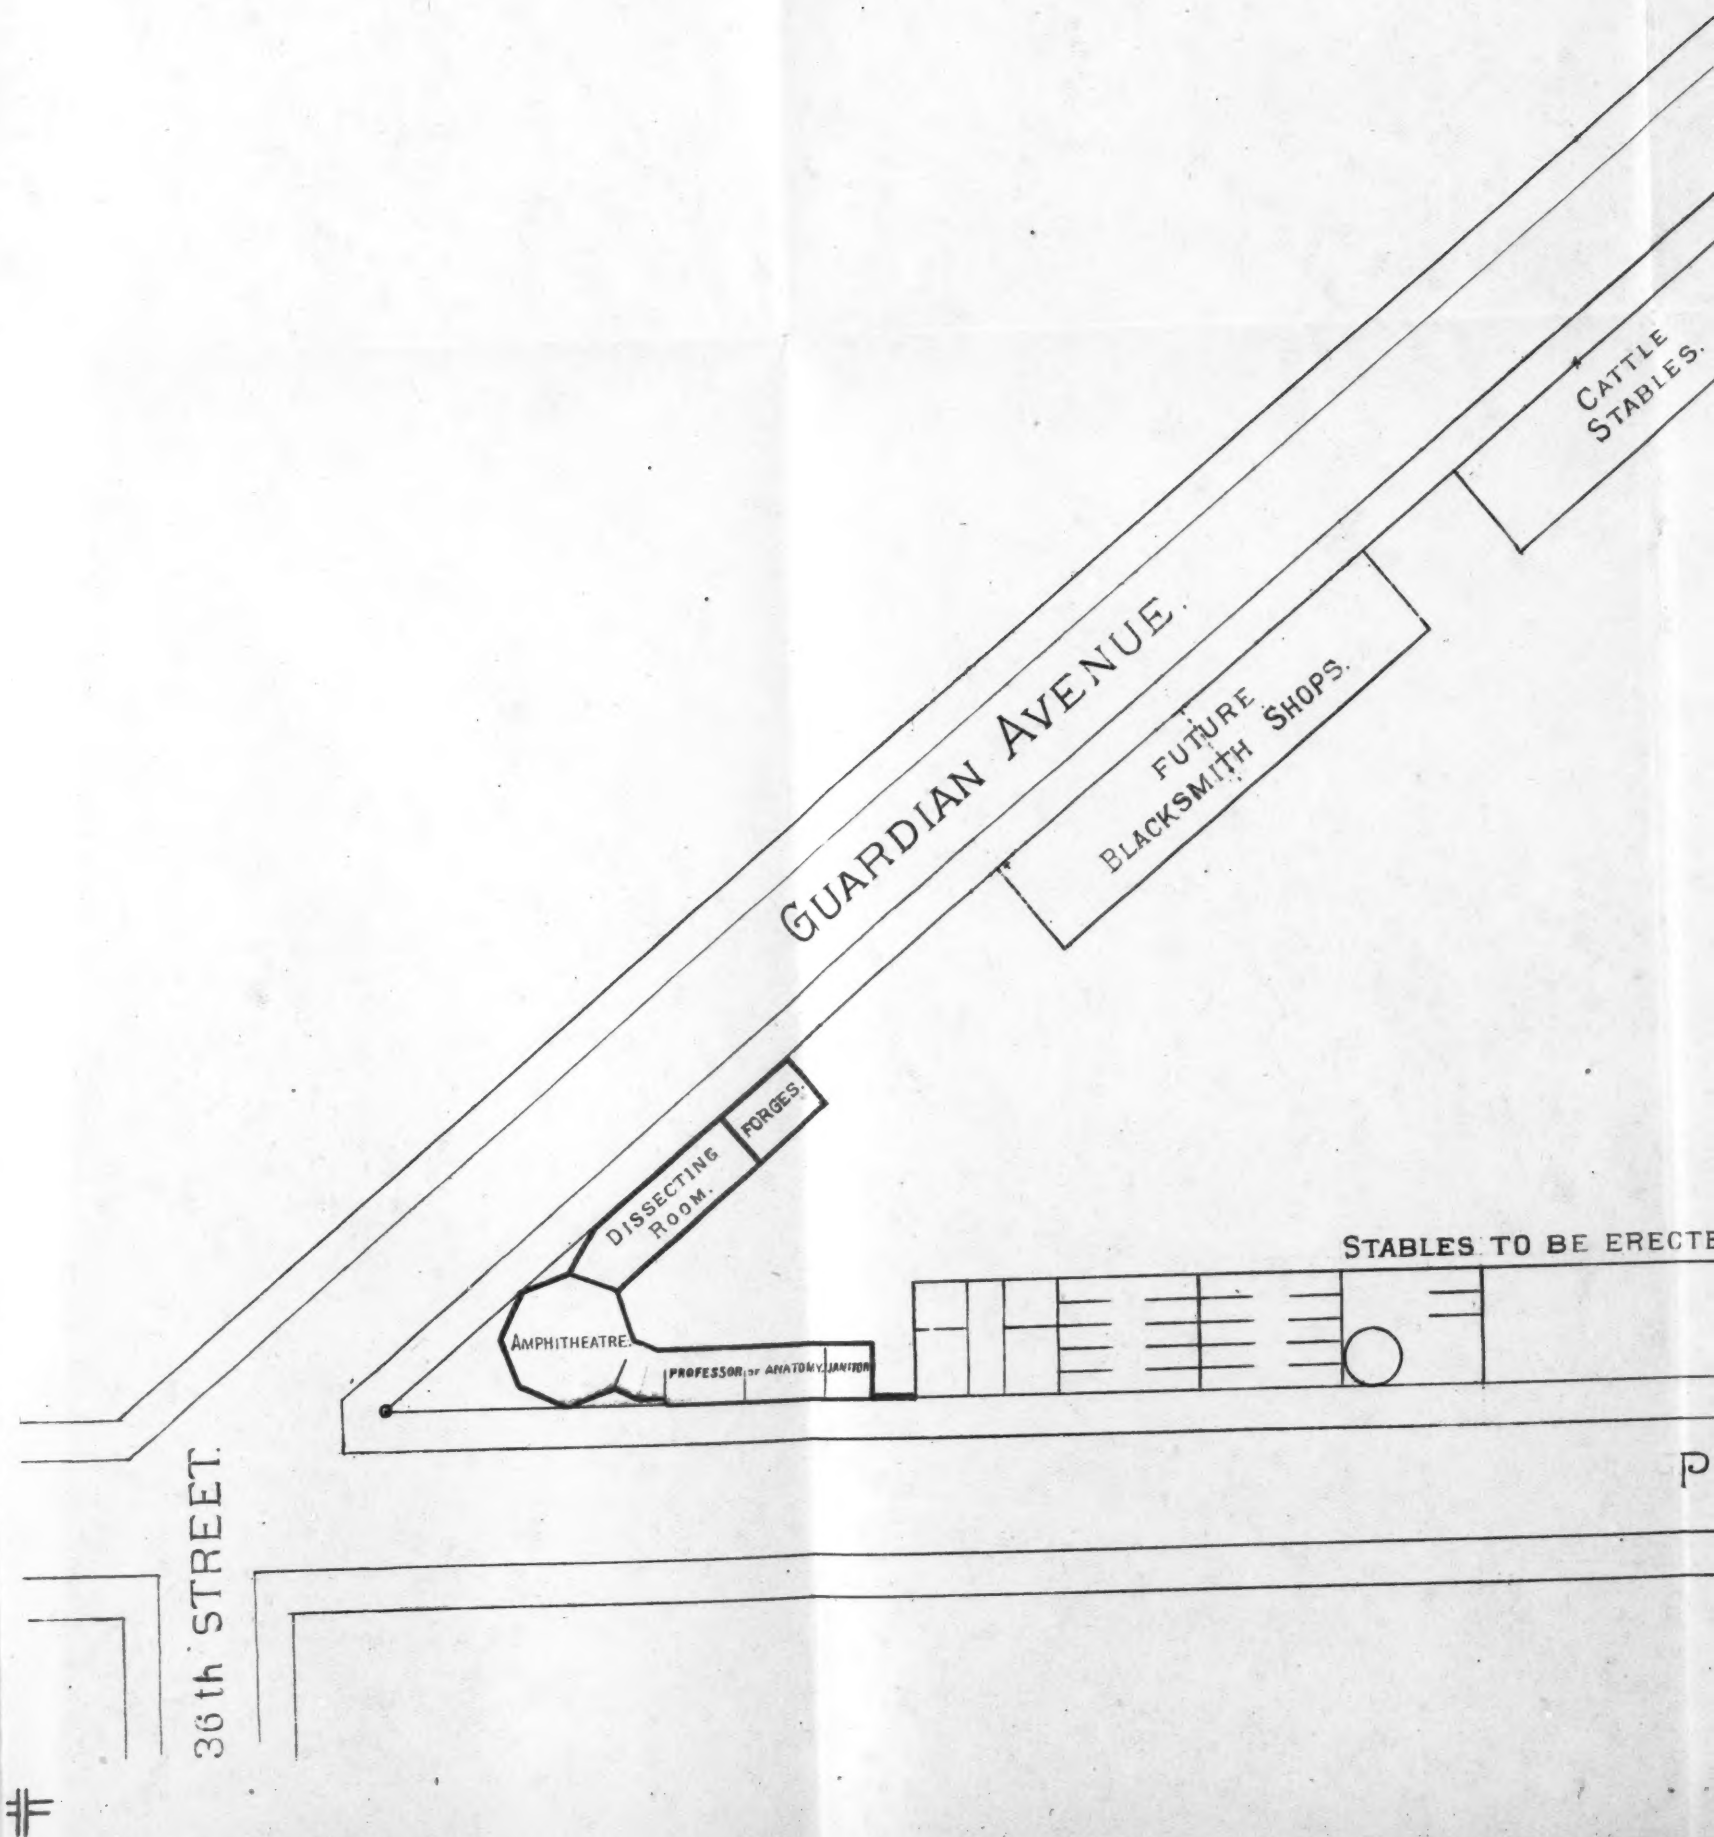 CATTLE
STABLES.
GUARDIAN AVENUE.
FUTURE
BLACKSMITH SHOPS.
FORGES.
DISSECTING
ROOM.
STABLES TO BE ERECTE
AMPHITHEATRE.
PROFESSOR OF ANATOMY. JANITOR
P
36th STREET.